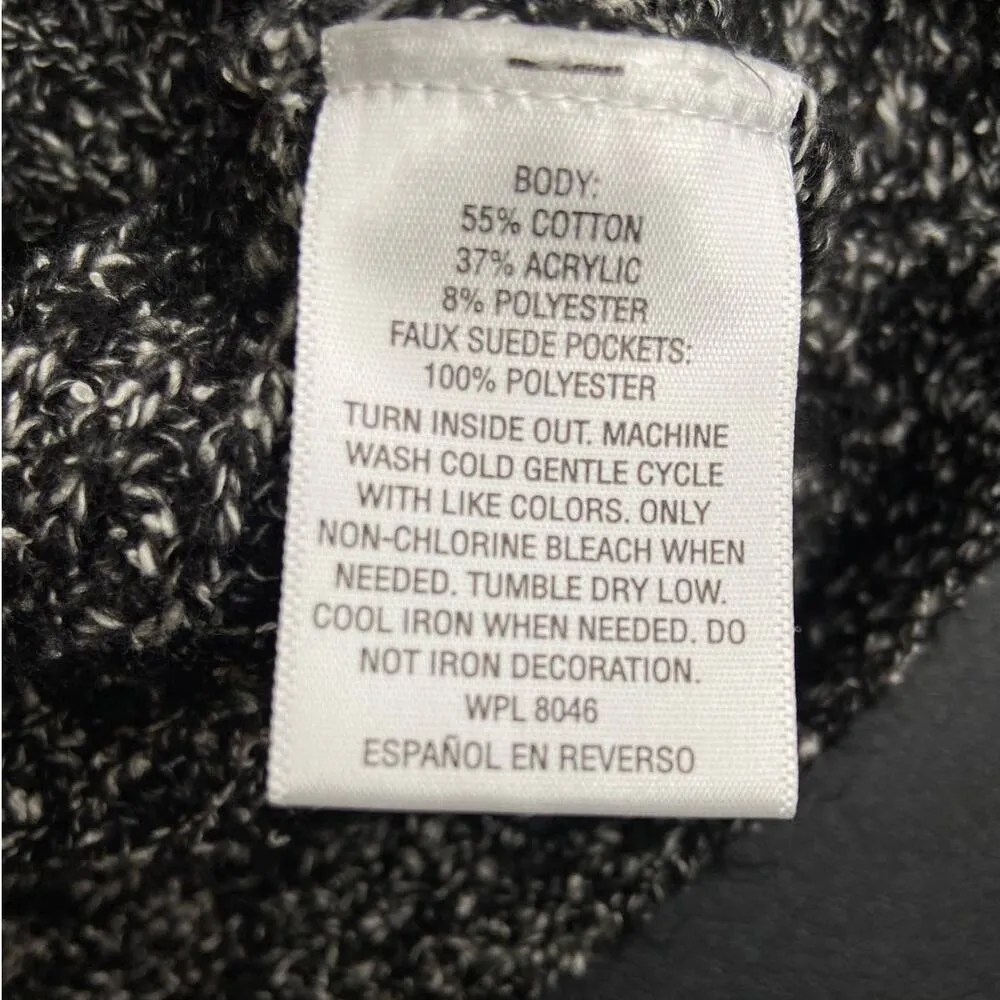 BODY:
55% COTTON
37% ACRYLIC
8% POLYESTER
FAUX SUEDE POCKETS:
100% POLYESTER
TURN INSIDE OUT. MACHINE
WASH COLD GENTLE CYCLE
WITH LIKE COLORS. ONLY
NON-CHLORINE BLEACH WHEN
NEEDED. TUMBLE DRY LOW.
COOL IRON WHEN NEEDED. DO
NOT IRON DECORATION.
WPL 8046
ESPAÑOL EN REVERSO